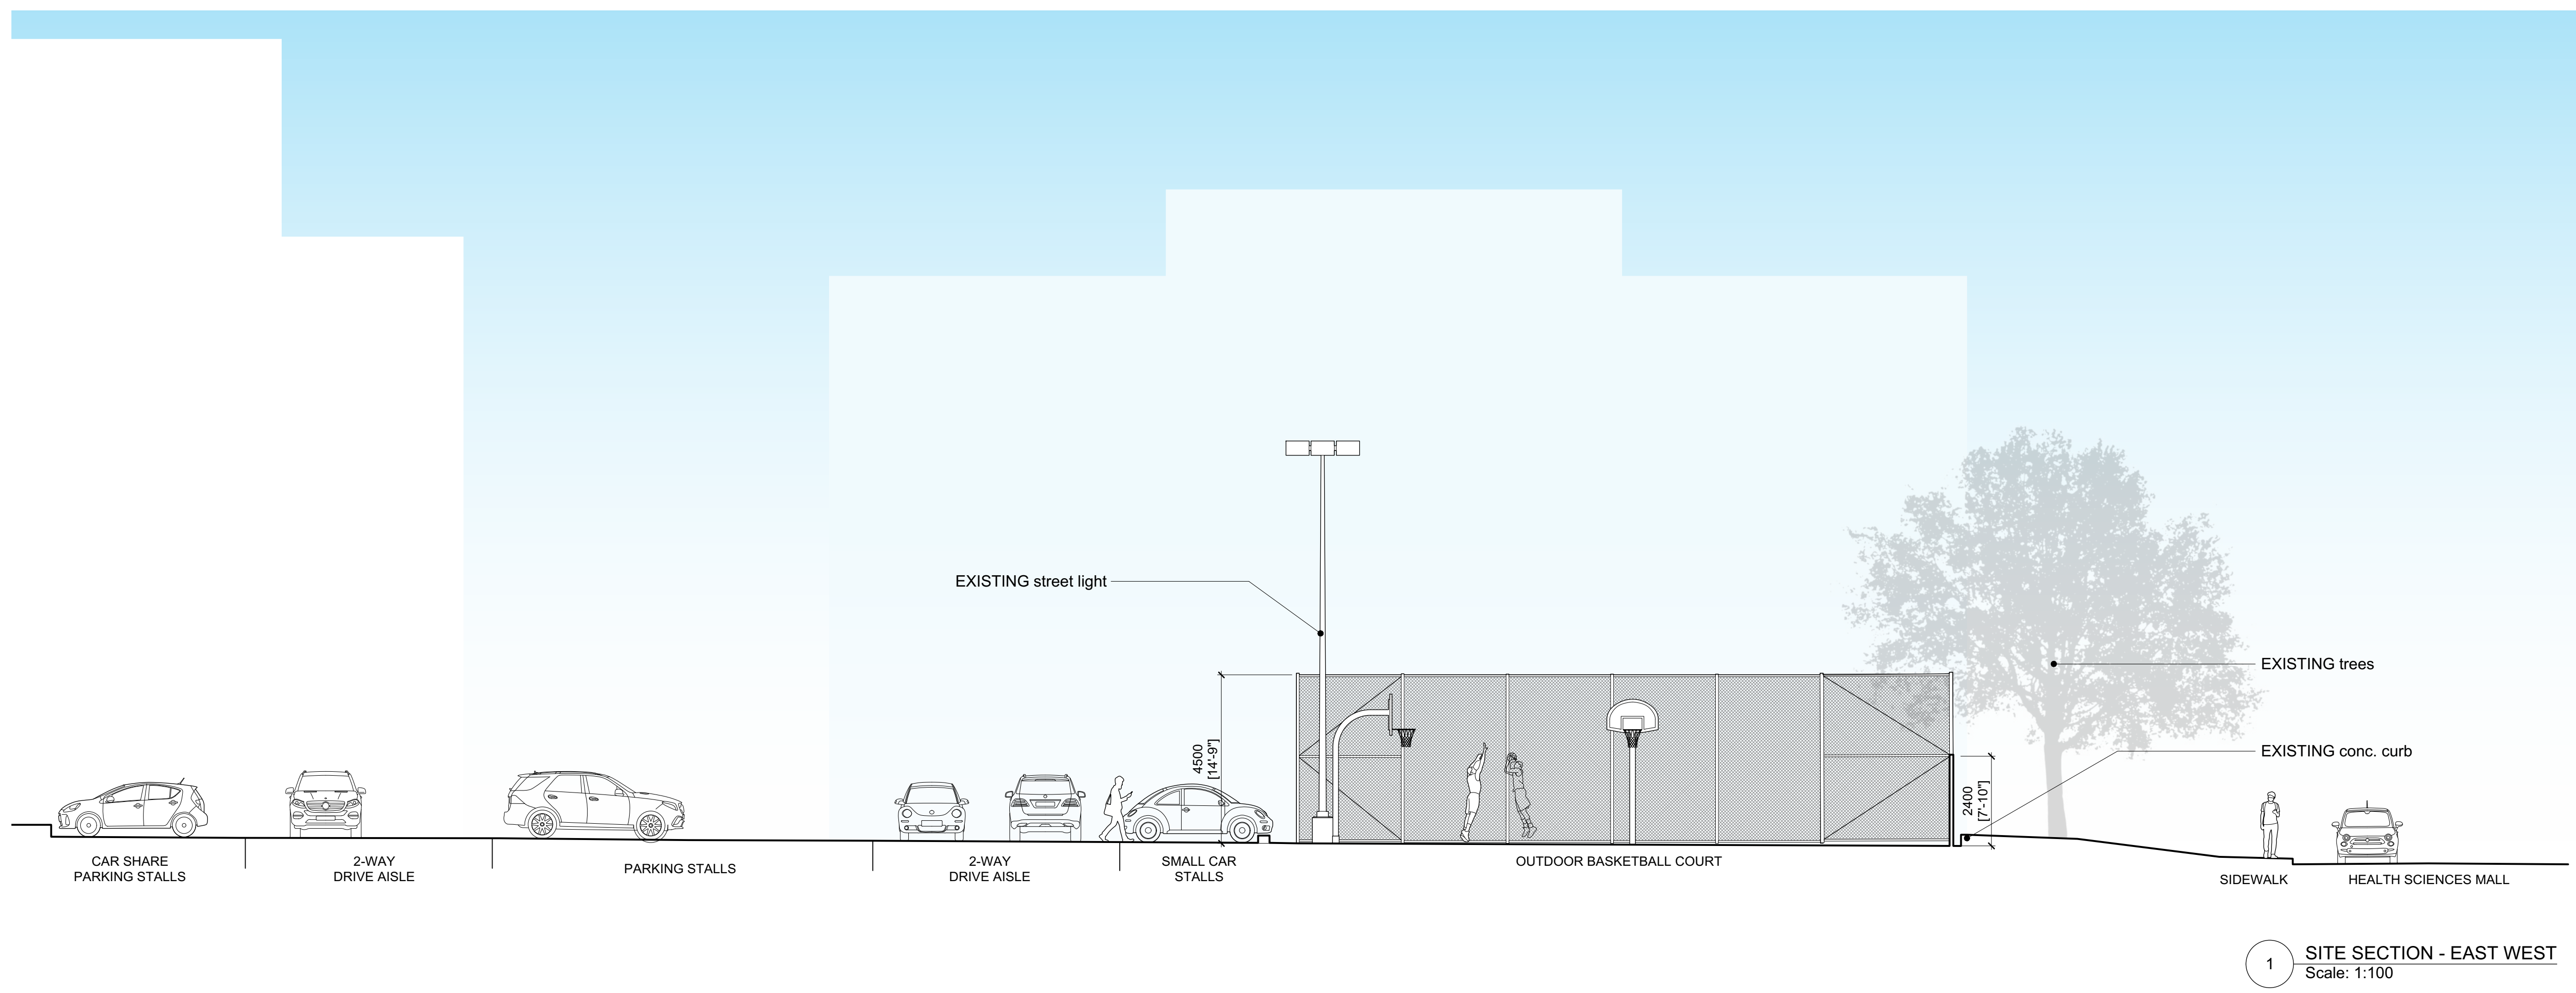 EXISTING street light
EXISTING trees
4500
[14'-9"]
EXISTING conc. curb
2400
[7'-10"]
CAR SHARE
PARKING STALLS
2-WAY
DRIVE AISLE
PARKING STALLS
2-WAY
DRIVE AISLE
SMALL CAR
STALLS
OUTDOOR BASKETBALL COURT
SIDEWALK
HEALTH SCIENCES MALL
1
SITE SECTION - EAST WEST
Scale: 1:100